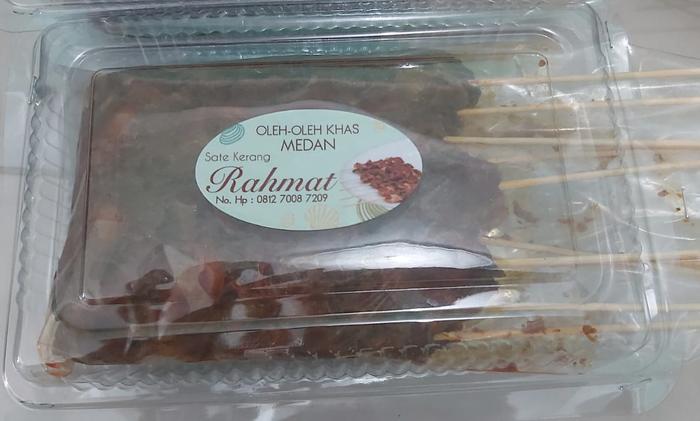 OLEH-OLEH KHAS
MEDAN
Sate Kerang
Rahmat
No. Hp : 0812 7008 7209